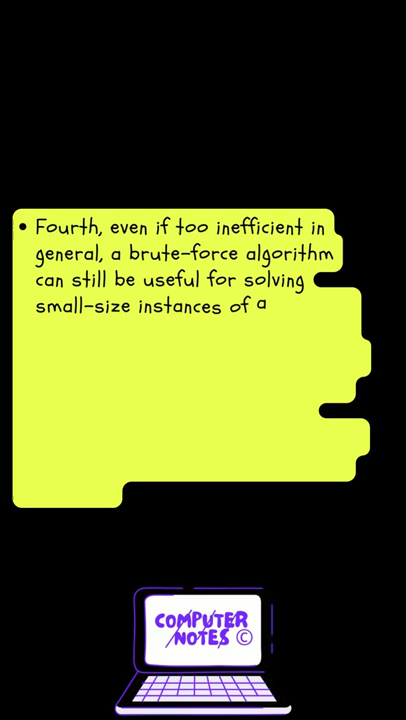 • Fourth, even if too inefficient in
general, a brute-force algorithm
can still be useful for solving
small-size instances of a
COMPUTER
NOTES ©